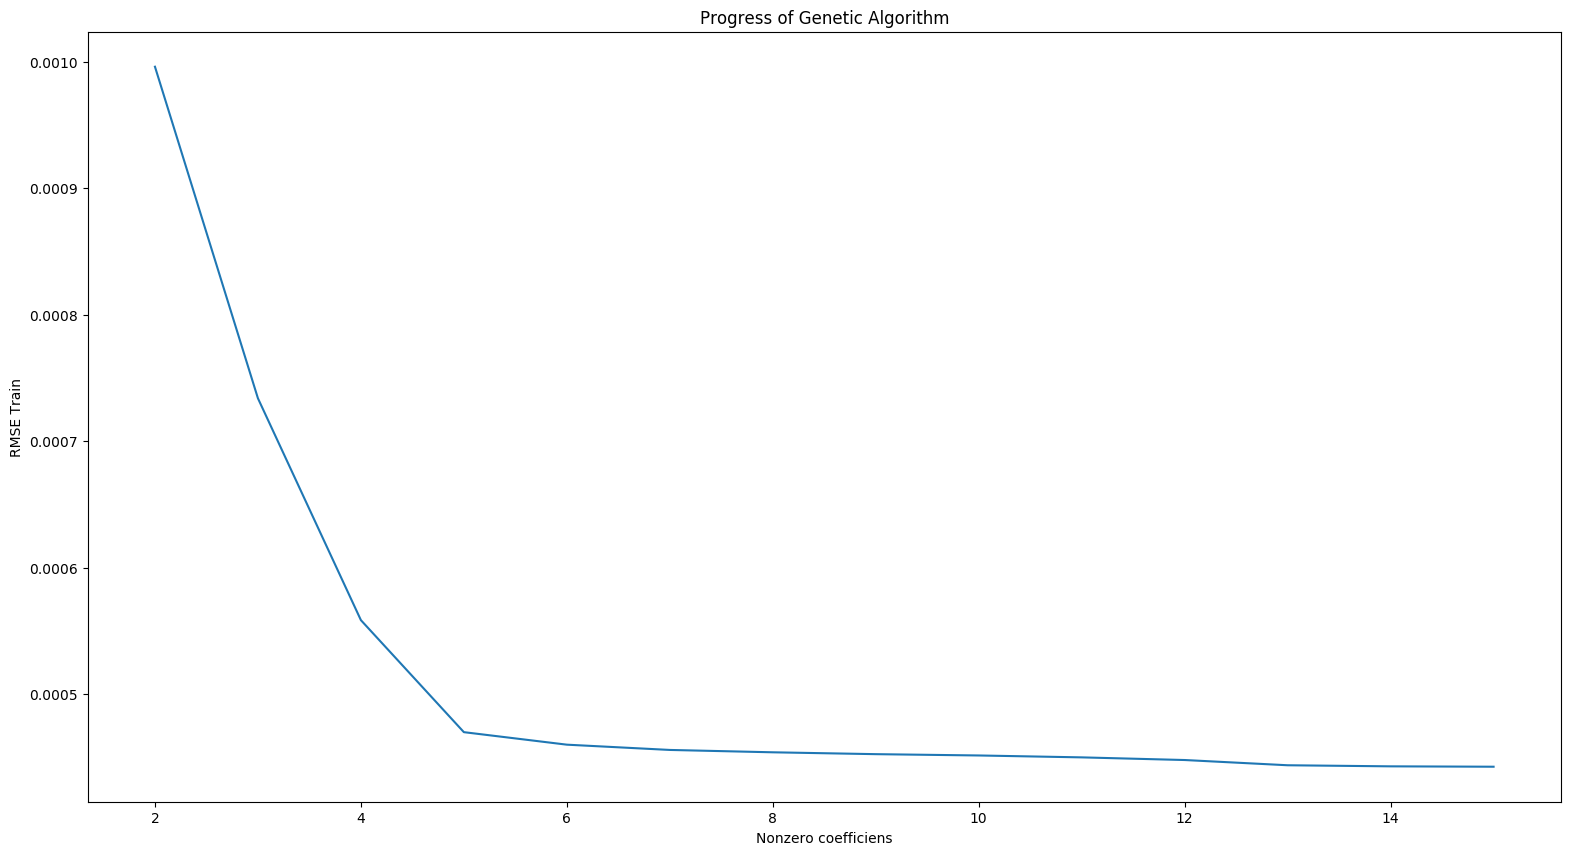 Progress of Genetic Algorithm
0.0010
0.0009
0.0008
0.0007
0.0006
0.0005
RMSE Train
2 4 6 8 10 12 14
Nonzero coefficiens